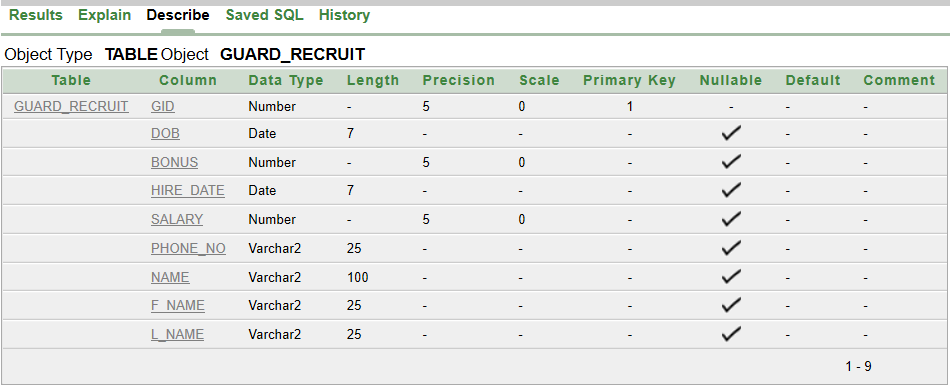 Results Explain Describe Saved SQL History
Object Type TABLE Object GUARD_RECRUIT
Table Column Data Type Length Precision Scale Primary Key Nullable Default Comment
GUARD_RECRUIT GID Number - 5 0 1 - - -
DOB Date 7 - - - ✓ - -
BONUS Number - 5 0 - ✓ - -
HIRE_DATE Date 7 - - - ✓ - -
SALARY Number - 5 0 - ✓ - -
PHONE_NO Varchar2 25 - - - ✓ - -
NAME Varchar2 100 - - - ✓ - -
F_NAME Varchar2 25 - - - ✓ - -
L_NAME Varchar2 25 - - - ✓ - -
1 - 9